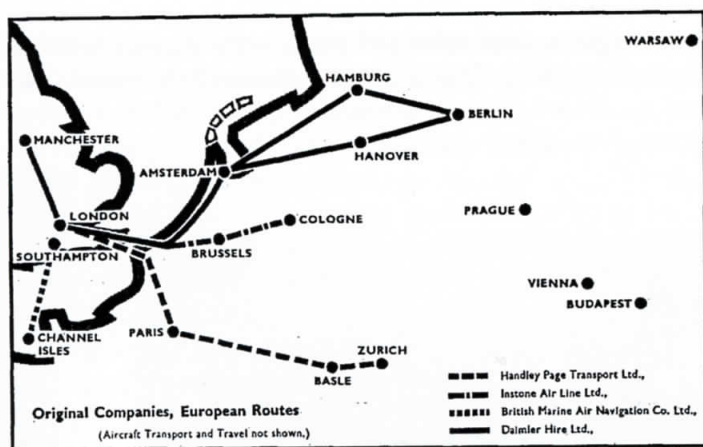 WARSAW
HAMBURG
BERLIN
MANCHESTER
HANOVER
AMSTERDAM
LONDON
COLOGNE
PRAGUE
SOUTHAMPTON
BRUSSELS
VIENNA
BUDAPEST
CHANNEL
ISLES
PARIS
ZURICH
BASLE
Handley Page Transport Ltd.,
Instone Air Line Ltd.,
British Marine Air Navigation Co. Ltd.,
Daimler Hire Ltd.,
Original Companies, European Routes
(Aircraft Transport and Travel not shown.)